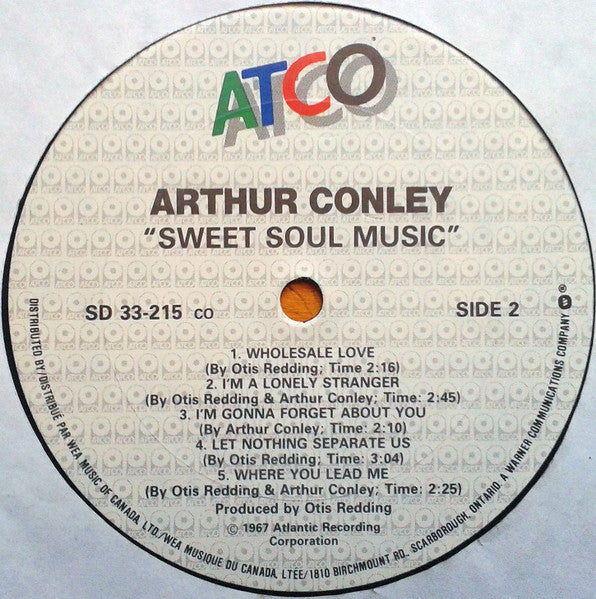 ATCO
ARTHUR CONLEY
"SWEET SOUL MUSIC"
SD 33-215 CO
SIDE 2
1. WHOLESALE LOVE
(By Otis Redding; Time 2:16)
2. I'M A LONELY STRANGER
(By Otis Redding & Arthur Conley; Time: 2:45)
3. I'M GONNA FORGET ABOUT YOU
(By Arthur Conley; Time: 2:10)
4. LET NOTHING SEPARATE US
(By Otis Redding; Time: 3:04)
5. WHERE YOU LEAD ME
(By Otis Redding & Arthur Conley; Time: 2:25)
Produced by Otis Redding
© 1967 Atlantic Recording
Corporation
DISTRIBUTED BY/DISTRIBUÉ PAR WEA MUSIC OF CANADA, LTD./WEA MUSIQUE DU CANADA, LTÉE/1810 BIRCHMOUNT RD., SCARBOROUGH, ONTARIO. A WARNER COMMUNICATIONS COMPANY ®